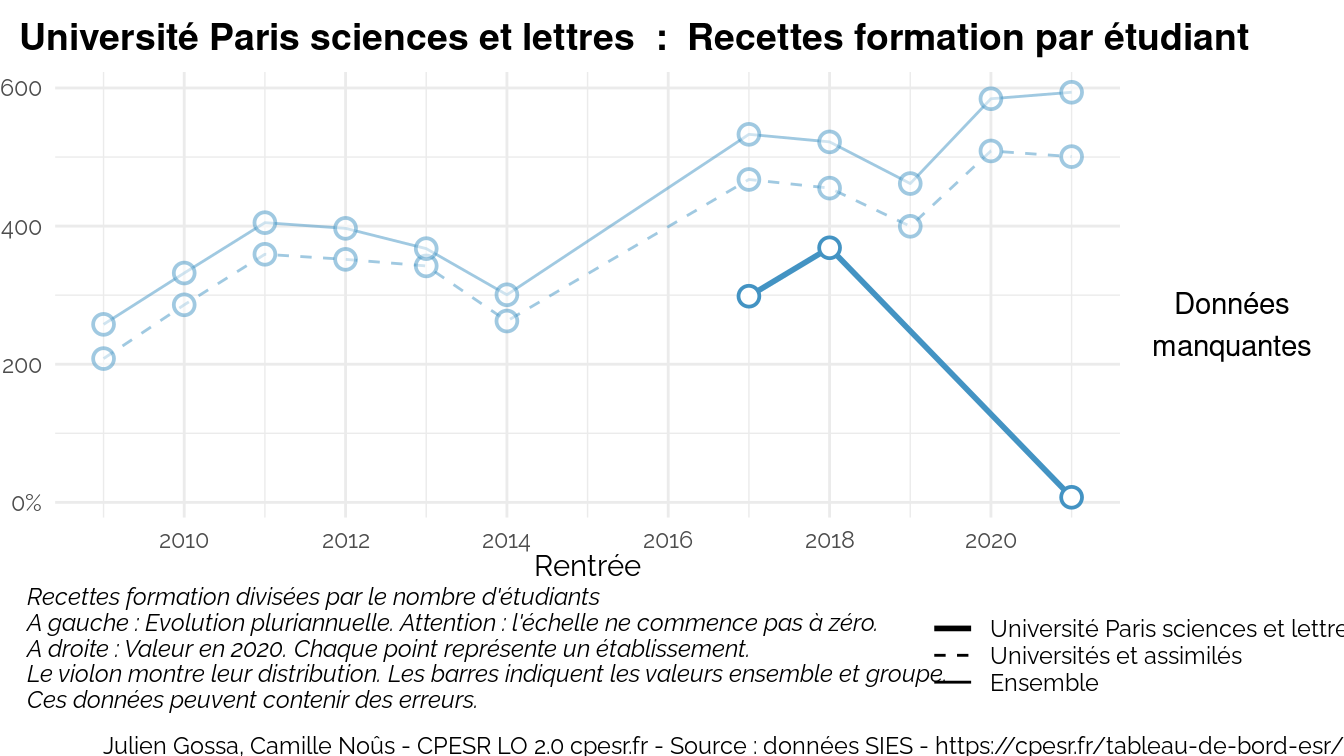 Université Paris sciences et lettres : Recettes formation par étudiant
600
400
200
0%
Données
manquantes
2010 2012 2014 2016 2018 2020
Rentrée
Recettes formation divisées par le nombre d'étudiants
A gauche : Evolution pluriannuelle. Attention : l'échelle ne commence pas à zéro.
A droite : Valeur en 2020. Chaque point représente un établissement.
Le violon montre leur distribution. Les barres indiquent les valeurs ensemble et groupe.
Ces données peuvent contenir des erreurs.
Université Paris sciences et lettre
Universités et assimilés
Ensemble
Julien Gossa, Camille Noûs - CPESR LO 2.0 cpesr.fr - Source : données SIES - https://cpesr.fr/tableau-de-bord-esr/